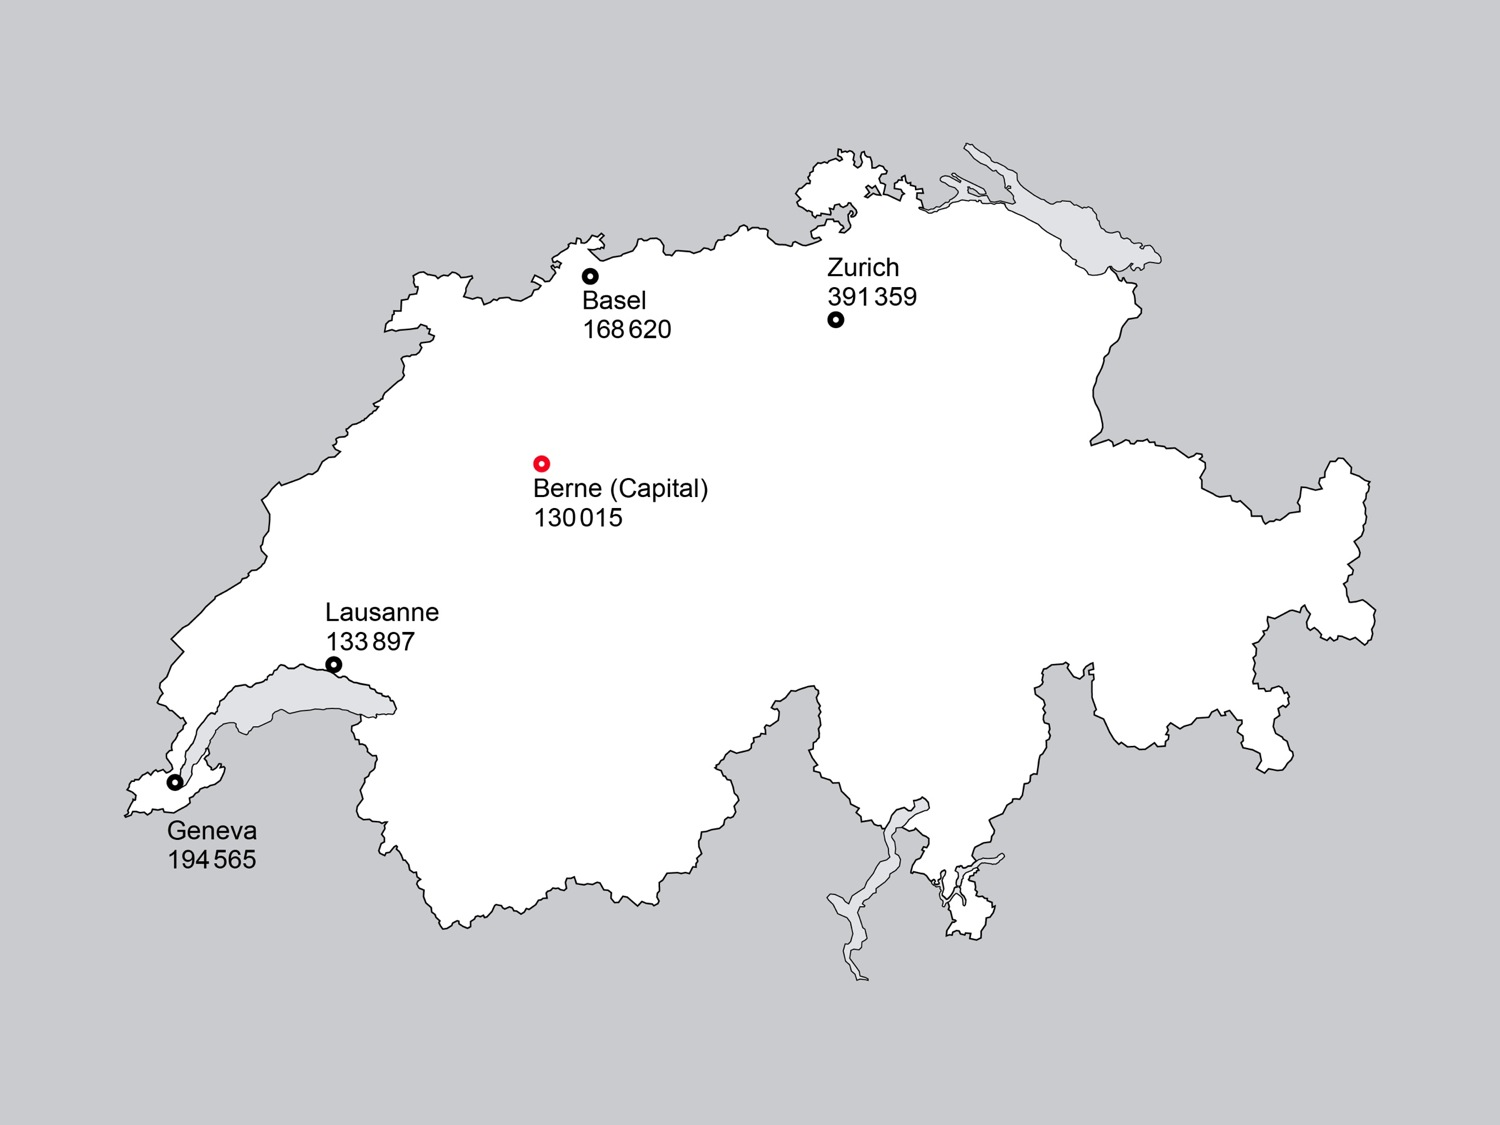 Zurich
391 359
Basel
168 620
Berne (Capital)
130 015
Lausanne
133 897
Geneva
194 565